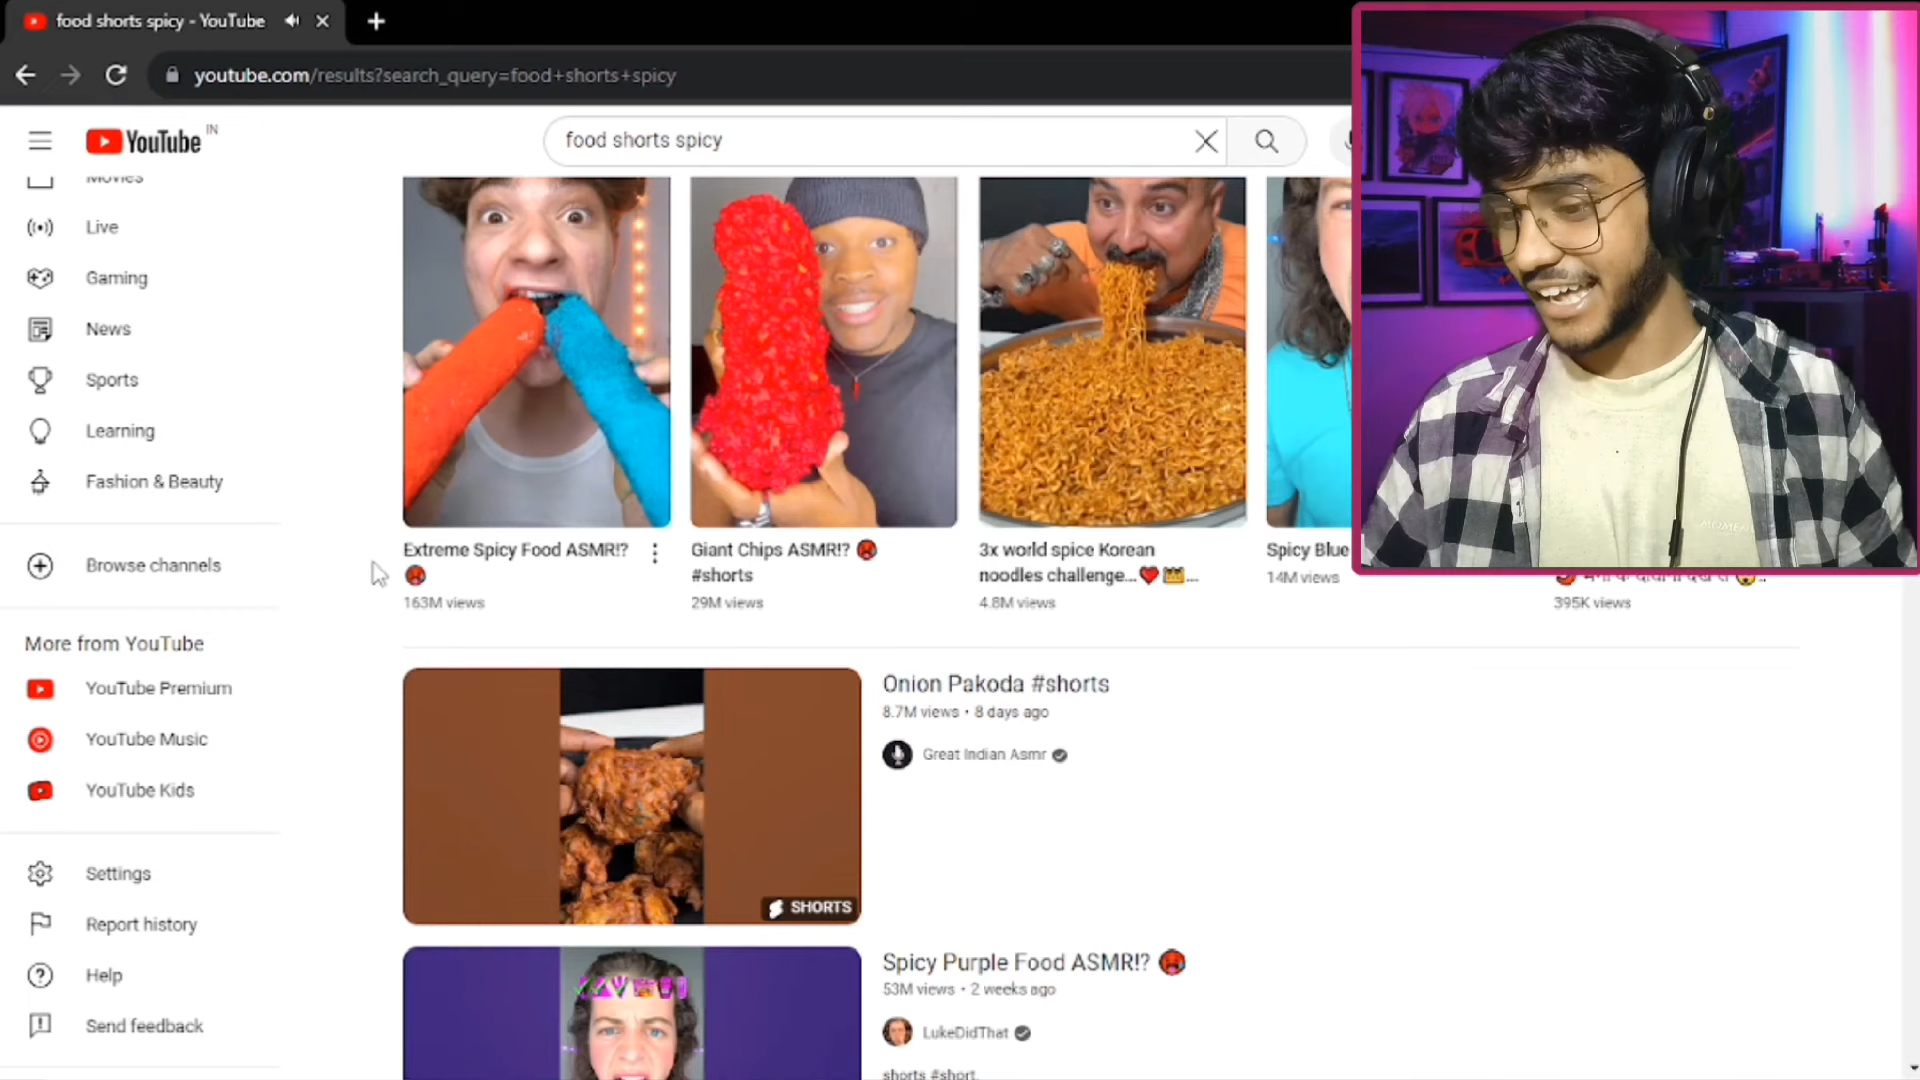 food shorts spicy - YouTube
youtube.com/results?search_query=food+shorts+spicy
YouTube IN
food shorts spicy
Movies
Live
Gaming
News
Sports
Learning
Fashion & Beauty
Browse channels
More from YouTube
YouTube Premium
YouTube Music
YouTube Kids
Settings
Report history
Help
Send feedback
Extreme Spicy Food ASMR!?
🥵
163M views
Giant Chips ASMR!? 🥵
#shorts
29M views
3x world spice Korean
noodles challenge...❤️👑...
4.8M views
Spicy Blue
14M views
395K views
SHORTS
Onion Pakoda #shorts
8.7M views • 8 days ago
Great Indian Asmr
Spicy Purple Food ASMR!? 🥵
53M views • 2 weeks ago
LukeDidThat
shorts #short